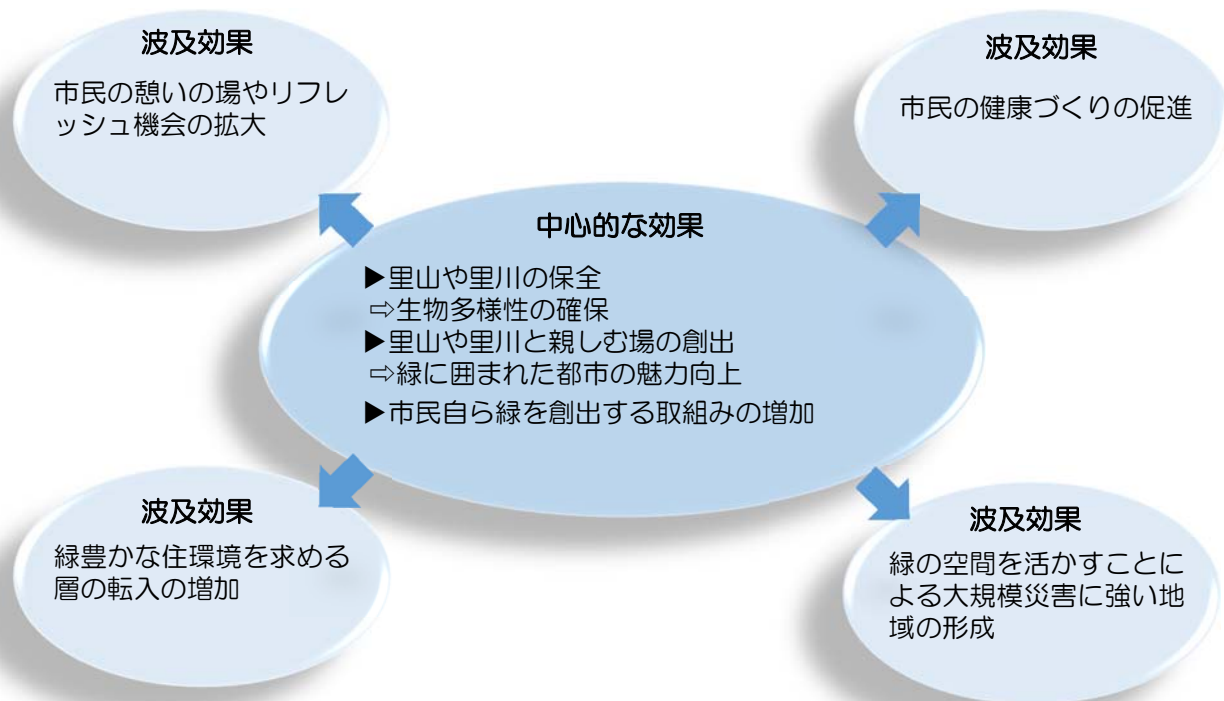 波及効果
市民の憩いの場やリフレ
ッシュ機会の拡大
波及効果
市民の健康づくりの促進
中心的な効果
▶里山や里川の保全
⇨生物多様性の確保
▶里山や里川と親しむ場の創出
⇨緑に囲まれた都市の魅力向上
▶市民自ら緑を創出する取組みの増加
波及効果
緑豊かな住環境を求める
層の転入の増加
波及効果
緑の空間を活かすことに
よる大規模災害に強い地
域の形成